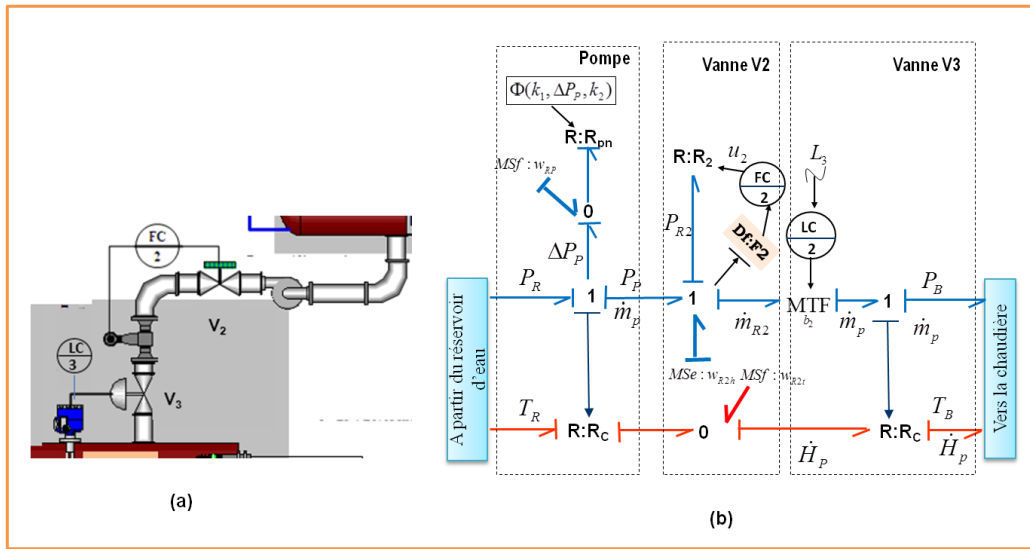 FC
2
V2
LC
3
V3
(a)
Pompe
Vanne V2
Vanne V3
Φ(k1, ΔPP, k2)
R:Rpn
MSf : wRP
0
ΔPP
PR
1
PP
ṁp
R:R2
u2
FC
2
Df:F2
PR2
1
ṁR2
L3
LC
2
MTF
b2
ṁp
1
PB
ṁp
MSe : wR2h
MSf : wR2t
TR
R:RC
0
ḢP
R:RC
TB
Ḣp
A partir du réservoir
d'eau
Vers la chaudière
(b)